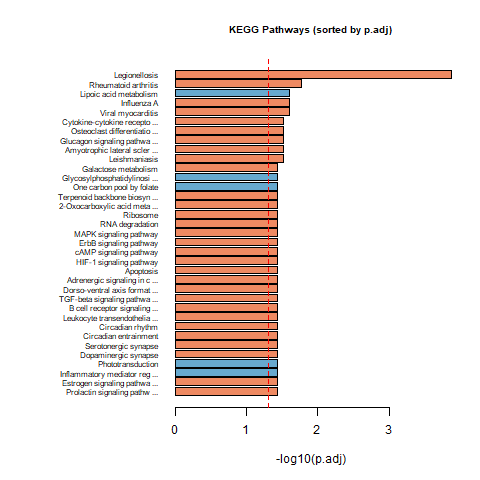 KEGG Pathways (sorted by p.adj)
Legionellosis
Rheumatoid arthritis
Lipoic acid metabolism
Influenza A
Viral myocarditis
Cytokine-cytokine recepto ...
Osteoclast differentiatio ...
Glucagon signaling pathwa ...
Amyotrophic lateral scler ...
Leishmaniasis
Galactose metabolism
Glycosylphosphatidylinosi ...
One carbon pool by folate
Terpenoid backbone biosyn ...
2-Oxocarboxylic acid meta ...
Ribosome
RNA degradation
MAPK signaling pathway
ErbB signaling pathway
cAMP signaling pathway
HIF-1 signaling pathway
Apoptosis
Adrenergic signaling in c ...
Dorso-ventral axis format ...
TGF-beta signaling pathwa ...
B cell receptor signaling ...
Leukocyte transendothelia ...
Circadian rhythm
Circadian entrainment
Serotonergic synapse
Dopaminergic synapse
Phototransduction
Inflammatory mediator reg ...
Estrogen signaling pathwa ...
Prolactin signaling pathw ...
0 1 2 3
-log10(p.adj)